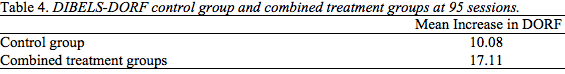 Table 4. DIBELS-DORF control group and combined treatment groups at 95 sessions.
Mean Increase in DORF
Control group 10.08
Combined treatment groups 17.11